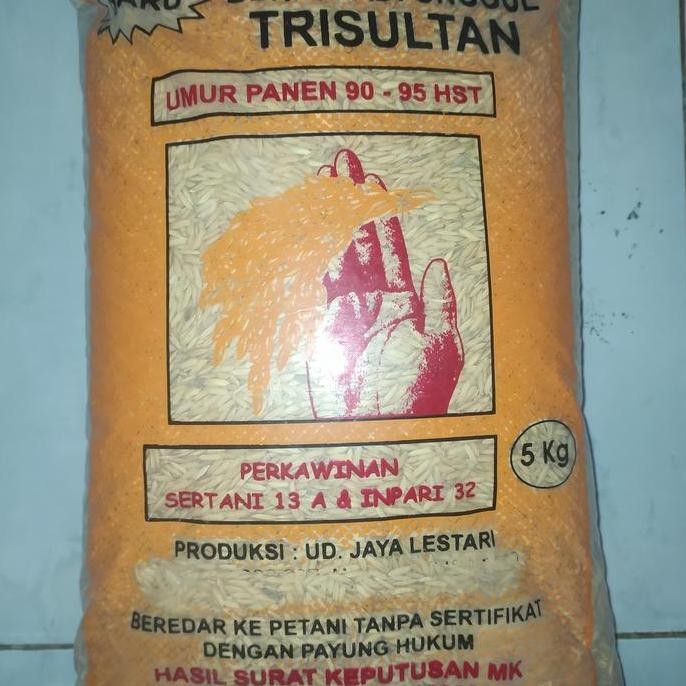 TRISULTAN
UMUR PANEN 90 - 95 HST
PERKAWINAN
SERTANI 13 A & INPARI 32
5 Kg
PRODUKSI : UD. JAYA LESTARI
BEREDAR KE PETANI TANPA SERTIFIKAT
DENGAN PAYUNG HUKUM
HASIL SURAT KEPUTUSAN MK